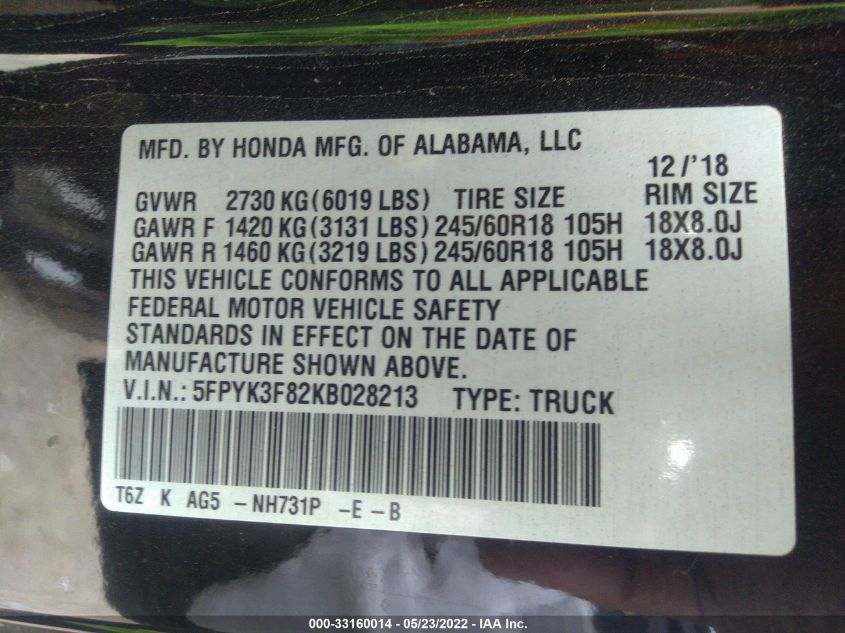 MFD. BY HONDA MFG. OF ALABAMA, LLC
12/'18
GVWR 2730 KG(6019 LBS) TIRE SIZE RIM SIZE
GAWR F 1420 KG(3131 LBS) 245/60R18 105H 18X8.0J
GAWR R 1460 KG(3219 LBS) 245/60R18 105H 18X8.0J
THIS VEHICLE CONFORMS TO ALL APPLICABLE
FEDERAL MOTOR VEHICLE SAFETY
STANDARDS IN EFFECT ON THE DATE OF
MANUFACTURE SHOWN ABOVE.
V.I.N.: 5FPYK3F82KB028213 TYPE: TRUCK
T6Z K AG5 -NH731P -E -B
000-33160014 - 05/23/2022 - IAA Inc.